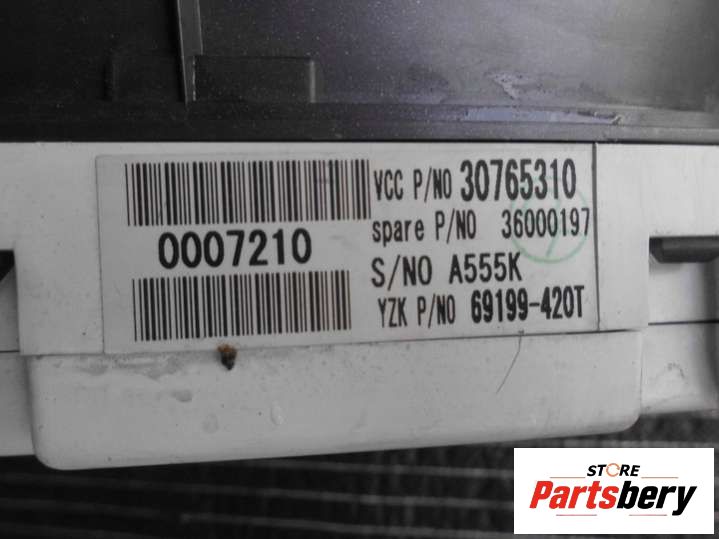 VCC P/NO 30765310
0007210
spare P/NO 36000197
S/NO A555K
YZK P/NO 69199-420T
STORE
Partsbery